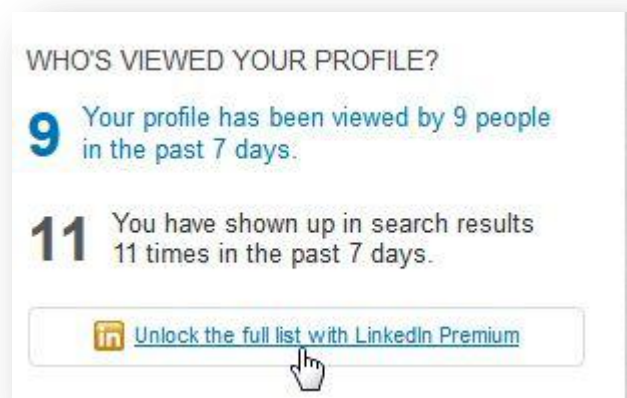 WHO'S VIEWED YOUR PROFILE?
9 Your profile has been viewed by 9 people
in the past 7 days.
11 You have shown up in search results
11 times in the past 7 days.
in Unlock the full list with LinkedIn Premium